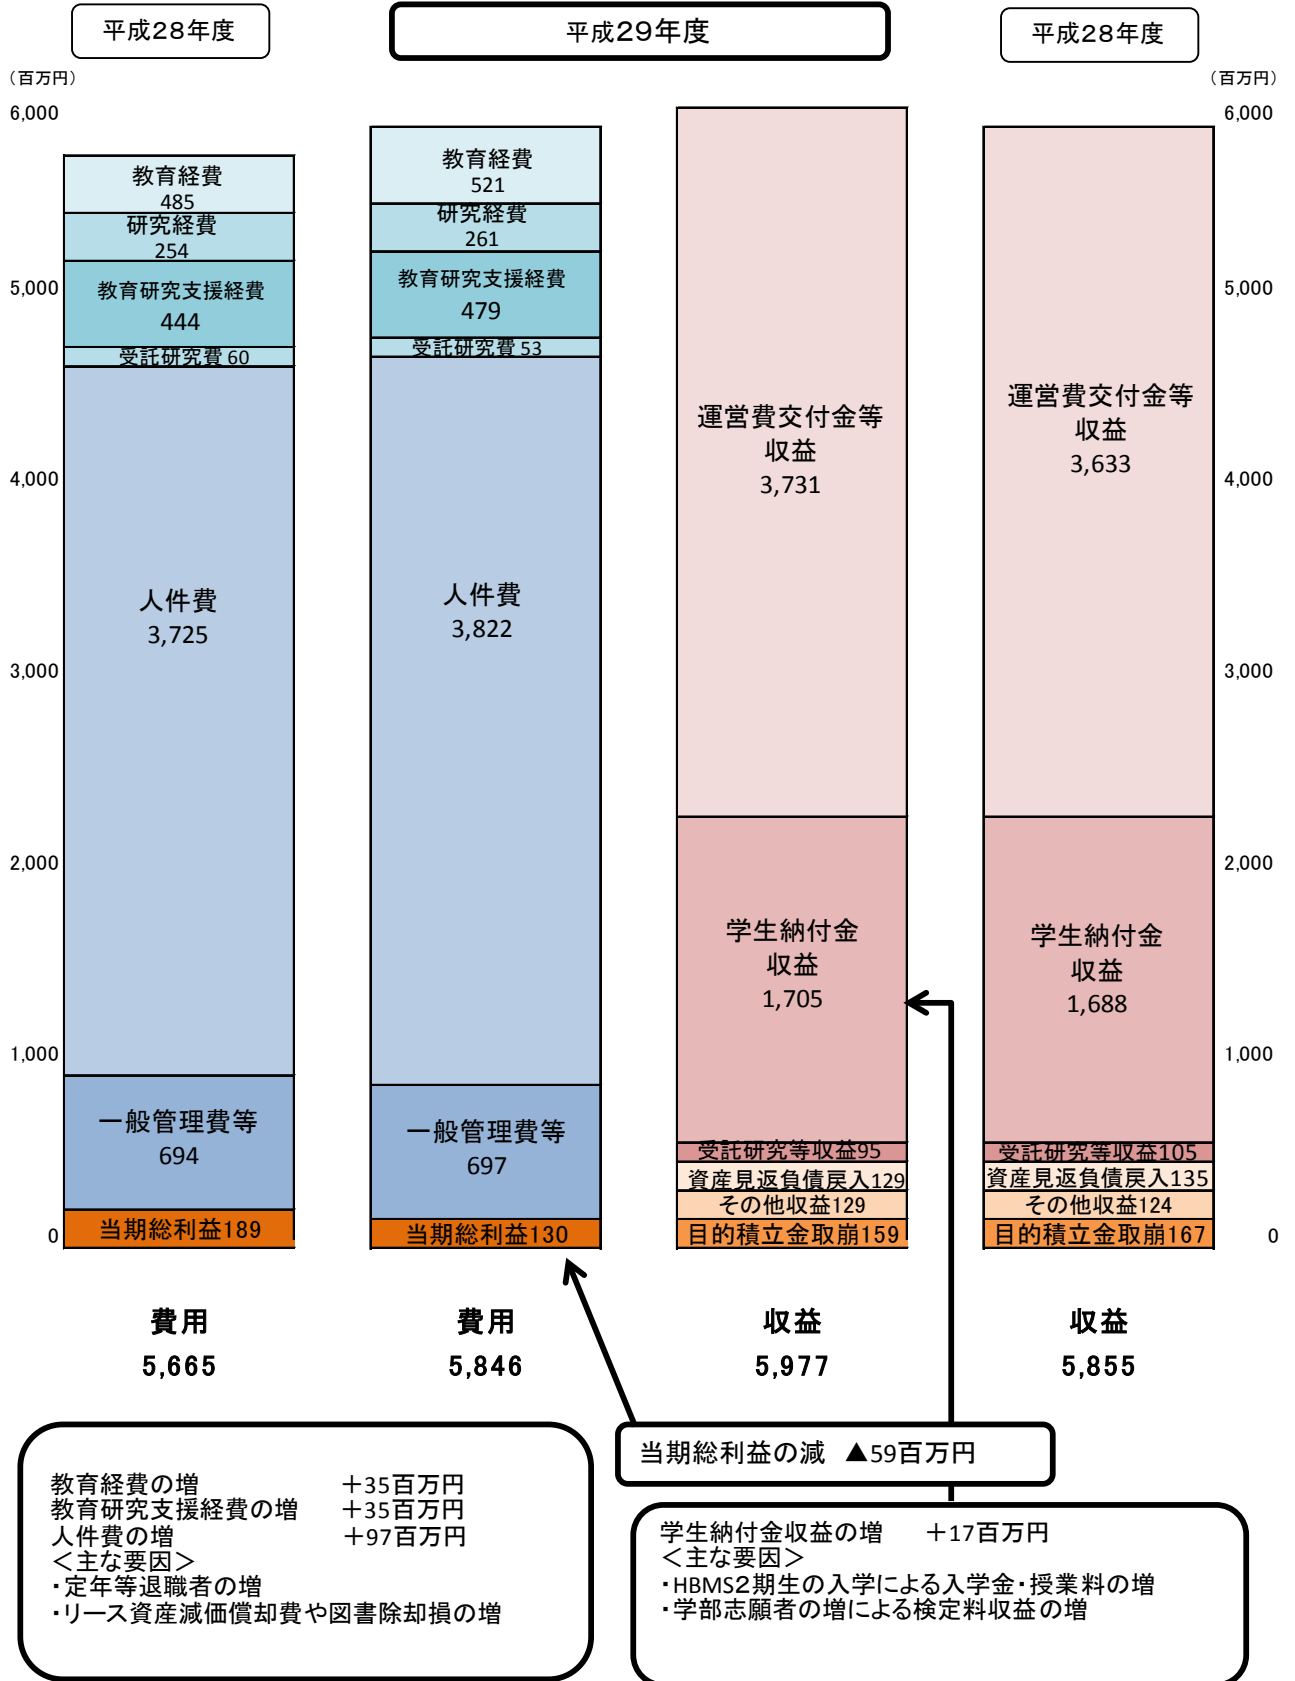 平成28年度
平成29年度
平成28年度
（百万円）
（百万円）
6,000
5,000
4,000
3,000
2,000
1,000
0
教育経費
485
研究経費
254
教育研究支援経費
444
受託研究費 60
人件費
3,725
一般管理費等
694
当期総利益189
教育経費
521
研究経費
261
教育研究支援経費
479
受託研究費 53
人件費
3,822
一般管理費等
697
当期総利益130
運営費交付金等
収益
3,731
学生納付金
収益
1,705
受託研究等収益95
資産見返負債戻入129
その他収益129
目的積立金取崩159
運営費交付金等
収益
3,633
学生納付金
収益
1,688
受託研究等収益105
資産見返負債戻入135
その他収益124
目的積立金取崩167
6,000
5,000
4,000
3,000
2,000
1,000
0
費用
5,665
費用
5,846
収益
5,977
収益
5,855
当期総利益の減 ▲59百万円
教育経費の増 ＋35百万円
教育研究支援経費の増 ＋35百万円
人件費の増 ＋97百万円
＜主な要因＞
・定年等退職者の増
・リース資産減価償却費や図書除却損の増
学生納付金収益の増 ＋17百万円
＜主な要因＞
・HBMS2期生の入学による入学金・授業料の増
・学部志願者の増による検定料収益の増